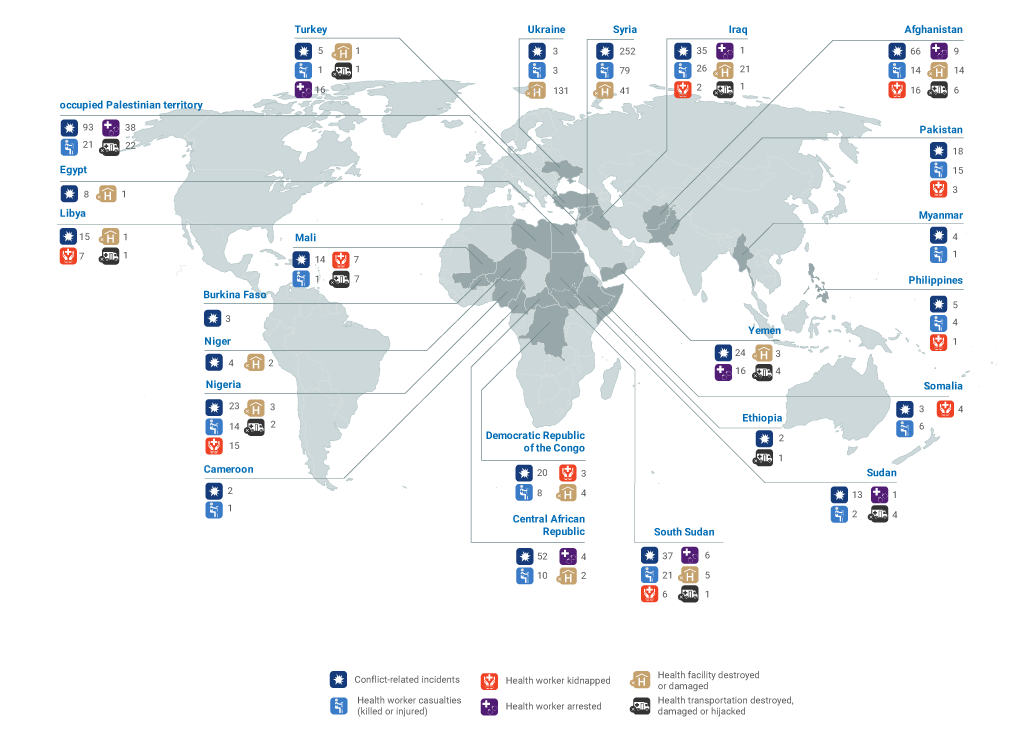 Turkey
5 1
1 1
16
Ukraine
3
3
131
Syria
252
79
41
Iraq
35 1
26 21
2 1
Afghanistan
66 9
14 14
16 6
occupied Palestinian territory
93 38
21 22
Pakistan
18
15
3
Egypt
8 1
Libya
15 1
7 1
Myanmar
4
1
Mali
14 7
1 7
Philippines
5
4
1
Burkina Faso
3
Yemen
24 3
16 4
Niger
4 2
Nigeria
23 3
14 2
15
Somalia
3 4
6
Ethiopia
2
1
Democratic Republic
of the Congo
20 3
8 4
Cameroon
2
1
Sudan
13 1
2 4
Central African
Republic
52 4
10 2
South Sudan
37 6
21 5
6 1
Conflict-related incidents
Health worker casualties
(killed or injured)
Health worker kidnapped
Health worker arrested
H Health facility destroyed
or damaged
Health transportation destroyed,
damaged or hijacked